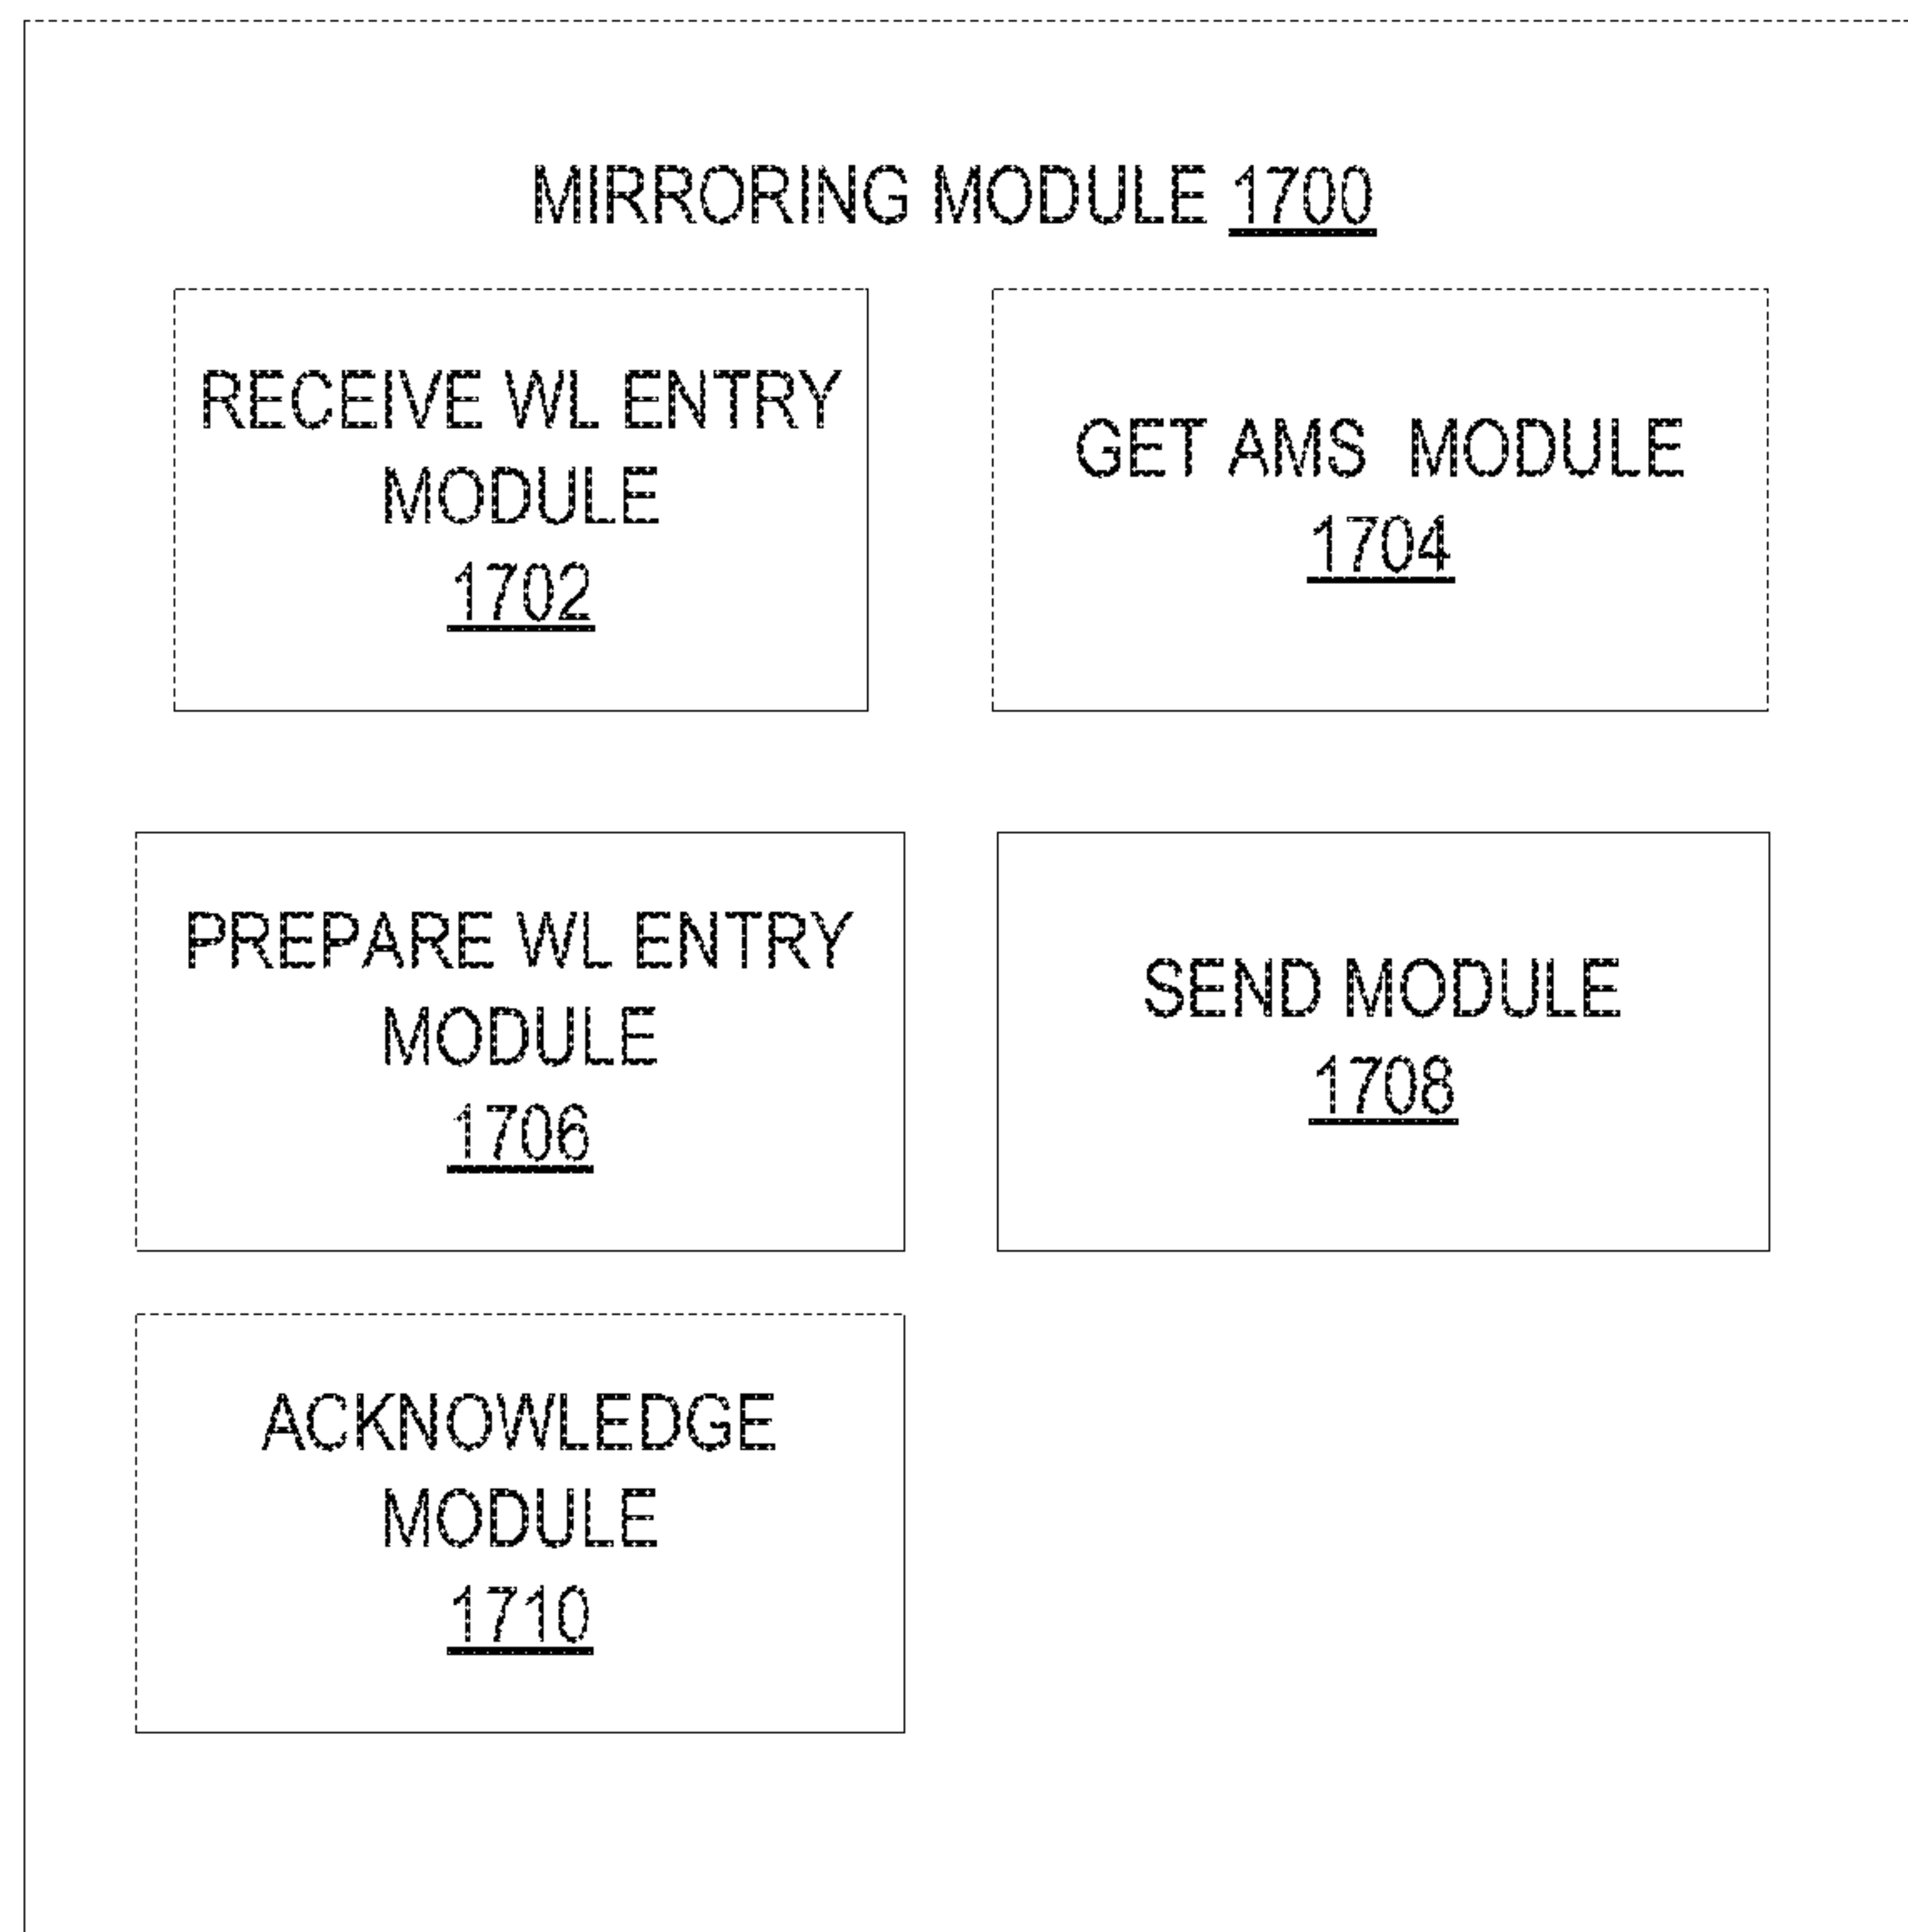 MIRRORING MODULE 1700
RECEIVE WL ENTRY
MODULE
1702
GET AMS MODULE
1704
PREPARE WL ENTRY
MODULE
1706
SEND MODULE
1708
ACKNOWLEDGE
MODULE
1710